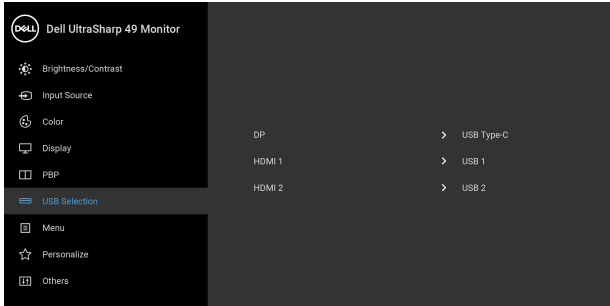 DELL Dell UltraSharp 49 Monitor
Brightness/Contrast
Input Source
Color
Display
PBP
USB Selection
Menu
Personalize
Others
DP > USB Type-C
HDMI 1 > USB 1
HDMI 2 > USB 2